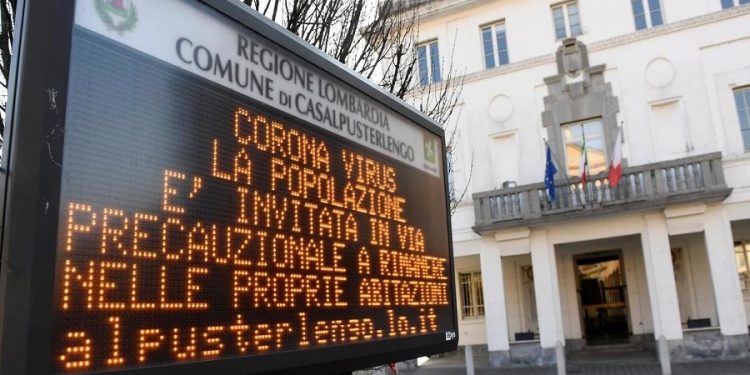 REGIONE LOMBARDIA
COMUNE DI CASALPUSTERLENGO
CORONA VIRUS
LA POPOLAZIONE
E' INVITATA IN VIA
PRECAUZIONALE A RIMANERE
NELLE PROPRIE ABITAZIONI
alpusterlengo.lo.it